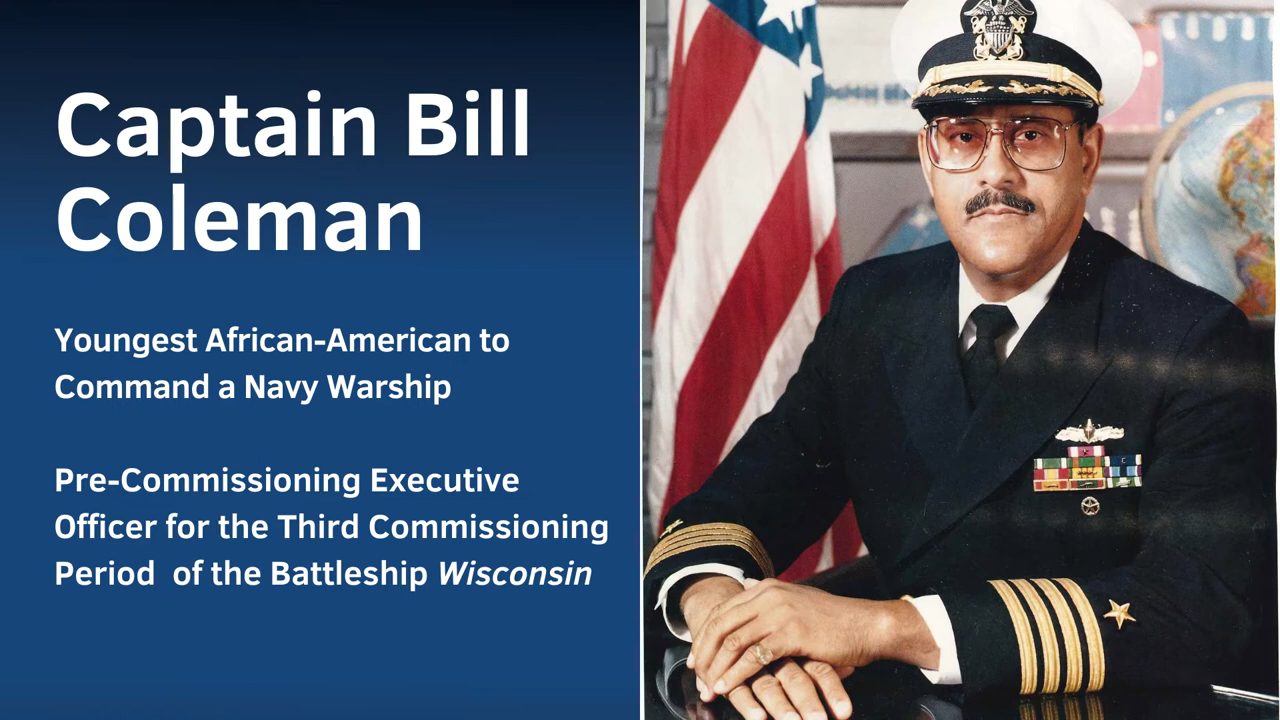 Captain Bill
Coleman
Youngest African-American to
Command a Navy Warship
Pre-Commissioning Executive
Officer for the Third Commissioning
Period  of the Battleship Wisconsin